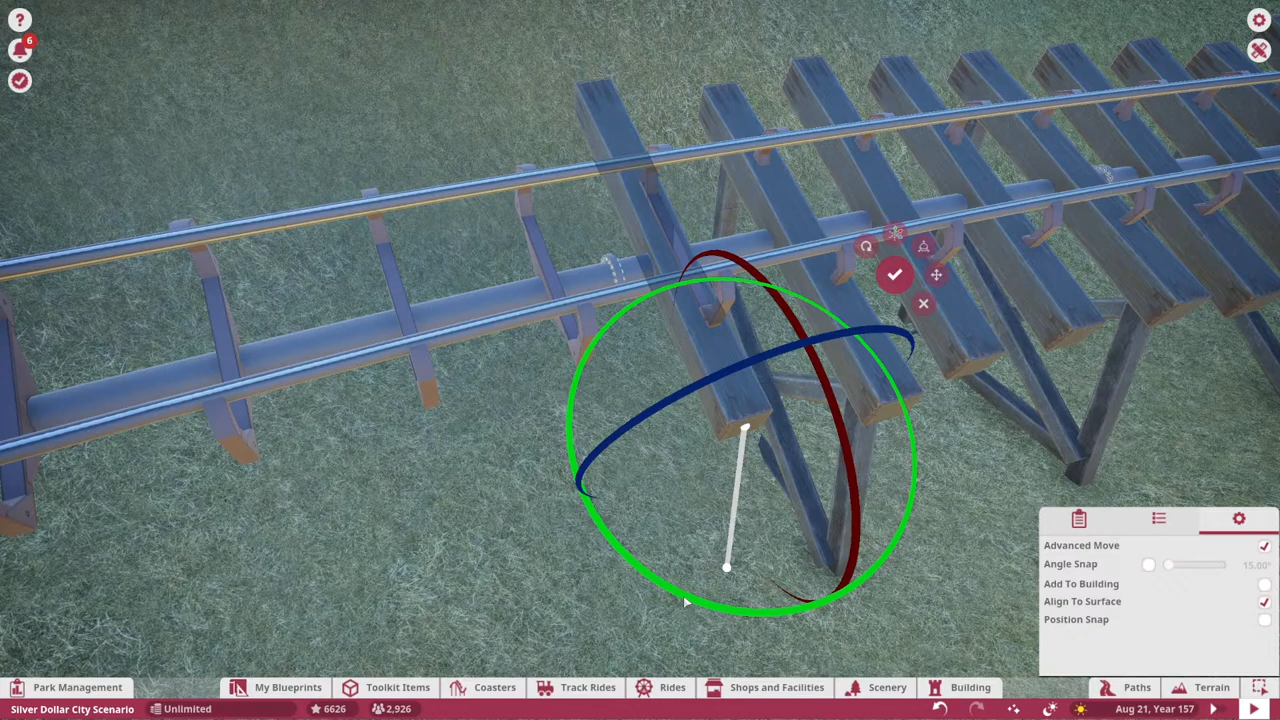 ?
6
Advanced Move
Angle Snap 15.00°
Add To Building
Align To Surface
Position Snap
Park Management My Blueprints Toolkit Items Coasters Track Rides Rides Shops and Facilities Scenery Building Paths Terrain
Silver Dollar City Scenario Unlimited 6626 2,926 Aug 21, Year 157